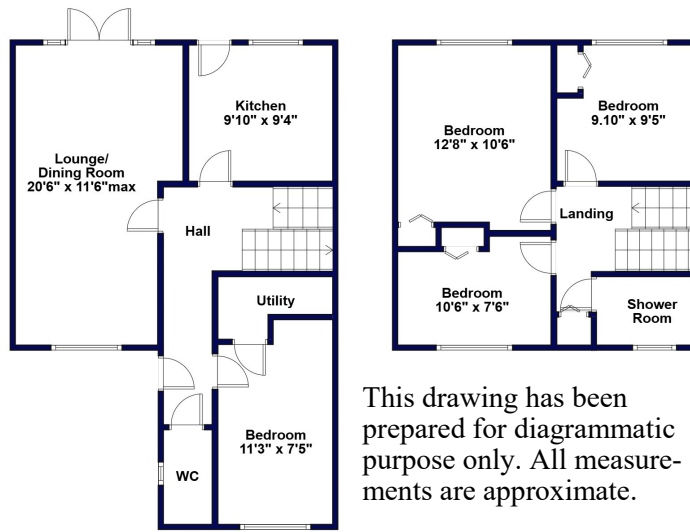 Kitchen
9'10" x 9'4"
Lounge/
Dining Room
20'6" x 11'6"max
Hall
Utility
Bedroom
11'3" x 7'5"
WC
Bedroom
12'8" x 10'6"
Bedroom
9.10" x 9'5"
Landing
Bedroom
10'6" x 7'6"
Shower
Room
This drawing has been
prepared for diagrammatic
purpose only. All measure-
ments are approximate.